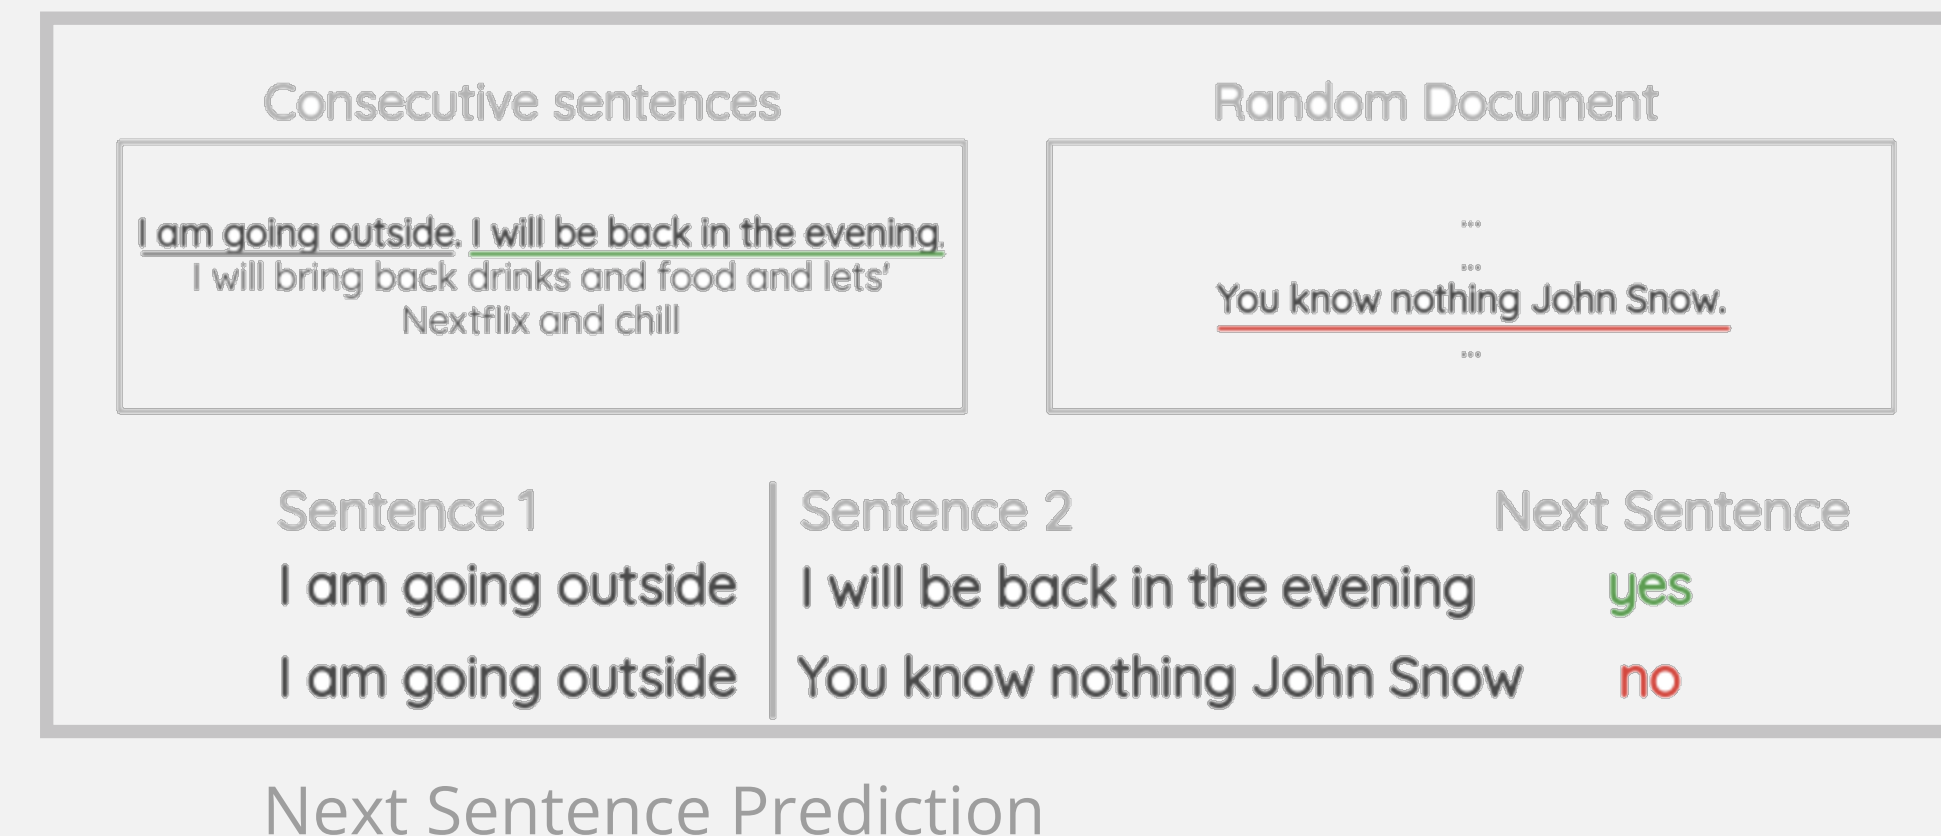 Consecutive sentences
I am going outside. I will be back in the evening.
I will bring back drinks and food and lets'
Nextflix and chill
Random Document
...
...
You know nothing John Snow.
...
Sentence 1 Sentence 2 Next Sentence
I am going outside I will be back in the evening yes
I am going outside You know nothing John Snow no
Next Sentence Prediction